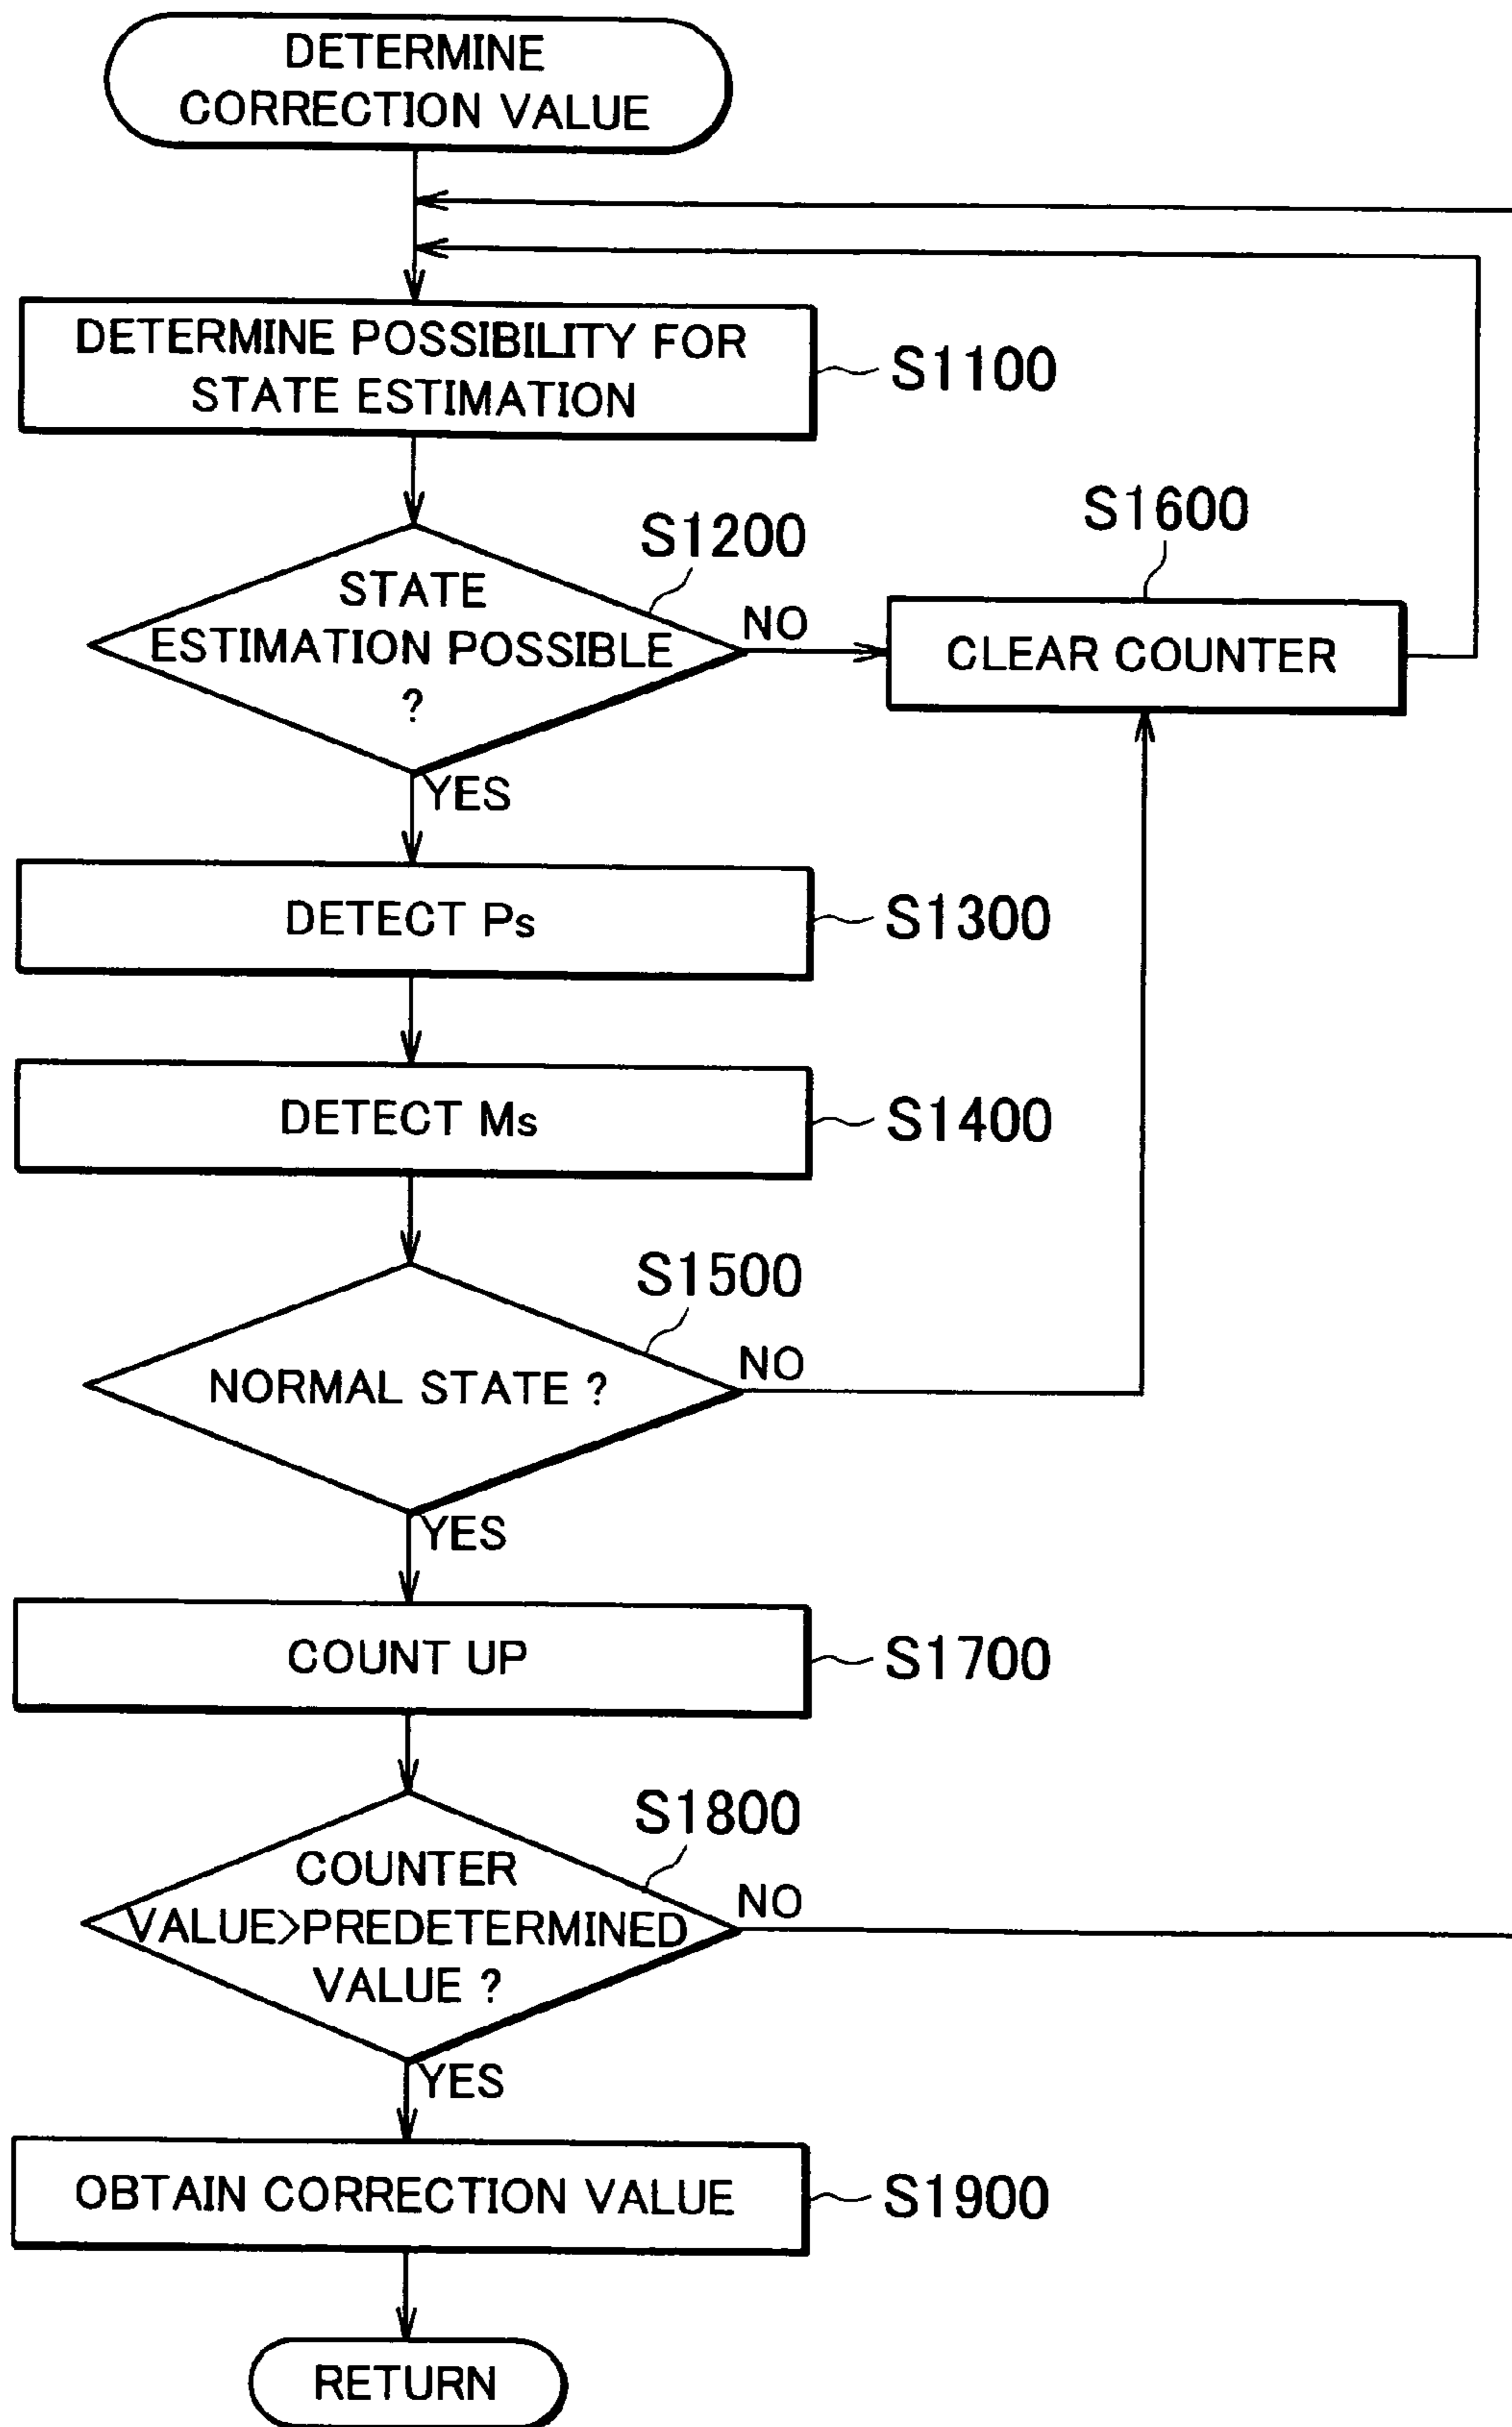 DETERMINE
CORRECTION VALUE
DETERMINE POSSIBILITY FOR
STATE ESTIMATION
S1100
S1200
STATE
ESTIMATION POSSIBLE
?
NO
YES
S1600
CLEAR COUNTER
DETECT Ps
S1300
DETECT Ms
S1400
S1500
NORMAL STATE ?
NO
YES
COUNT UP
S1700
S1800
COUNTER
VALUE>PREDETERMINED
VALUE ?
NO
YES
OBTAIN CORRECTION VALUE
S1900
RETURN